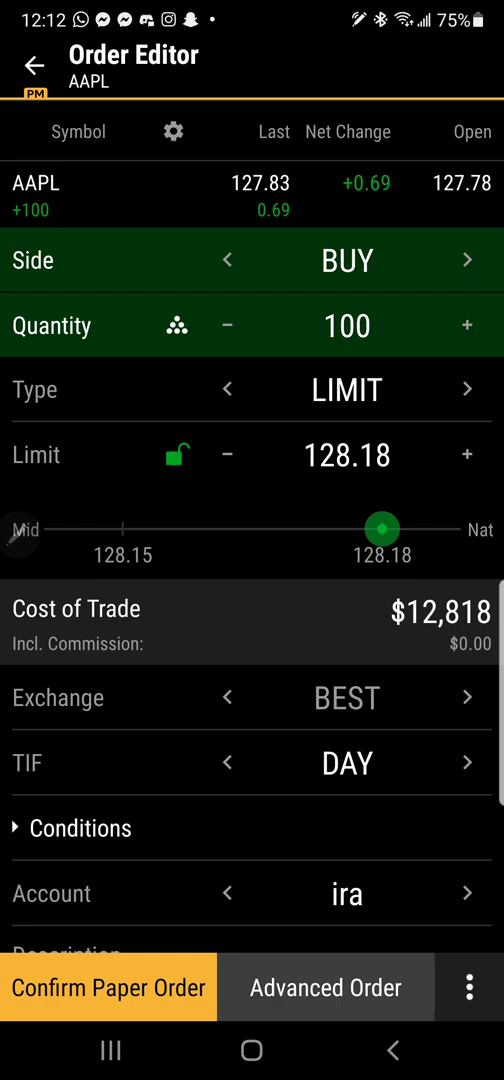 12:12 75%
Order Editor
AAPL
PM
Symbol Last Net Change Open
AAPL 127.83 +0.69 127.78
+100 0.69
Side < BUY >
Quantity - 100 +
Type < LIMIT >
Limit - 128.18 +
Mid Nat
128.15 128.18
Cost of Trade $12,818
Incl. Commission: $0.00
Exchange < BEST >
TIF < DAY >
Conditions
Account < ira >
Description
Confirm Paper Order Advanced Order